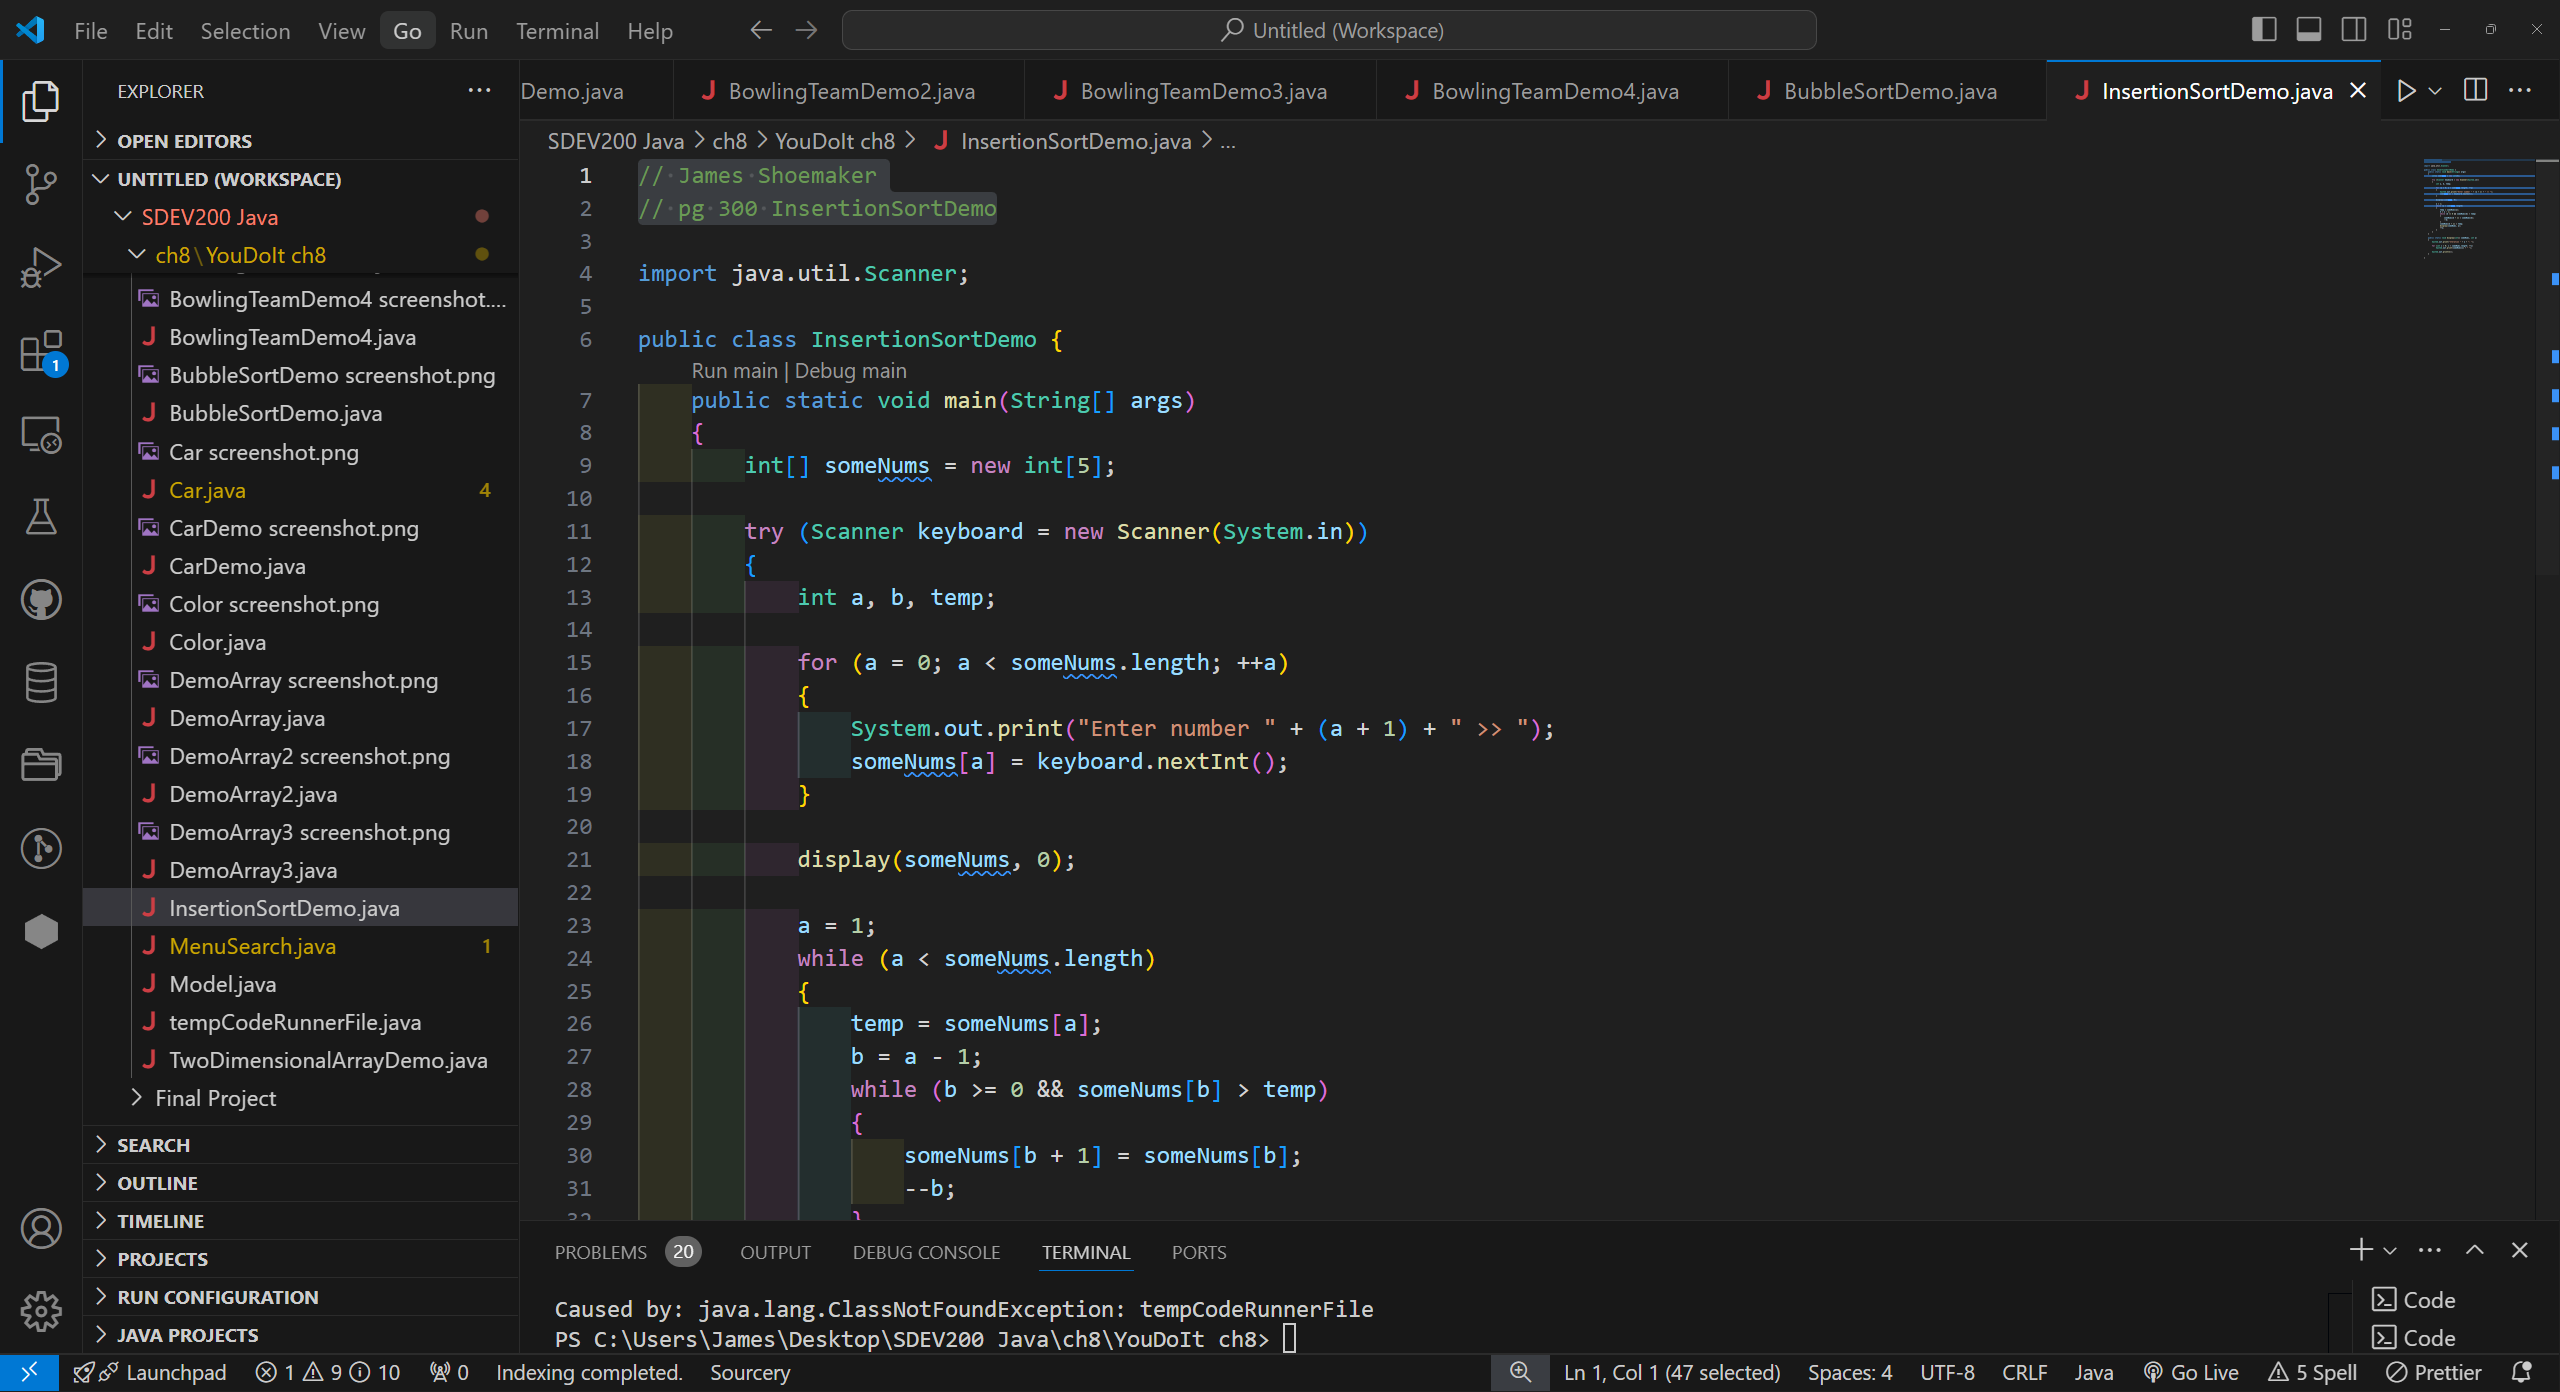 File Edit Selection View Go Run Terminal Help Untitled (Workspace)
EXPLORER
OPEN EDITORS
UNTITLED (WORKSPACE)
SDEV200 Java
ch8\YouDoIt ch8
BowlingTeamDemo4 screenshot....
BowlingTeamDemo4.java
BubbleSortDemo screenshot.png
BubbleSortDemo.java
Car screenshot.png
Car.java 4
CarDemo screenshot.png
CarDemo.java
Color screenshot.png
Color.java
DemoArray screenshot.png
DemoArray.java
DemoArray2 screenshot.png
DemoArray2.java
DemoArray3 screenshot.png
DemoArray3.java
InsertionSortDemo.java
MenuSearch.java 1
Model.java
tempCodeRunnerFile.java
TwoDimensionalArrayDemo.java
Final Project
SEARCH
OUTLINE
TIMELINE
PROJECTS
RUN CONFIGURATION
JAVA PROJECTS
1
Demo.java BowlingTeamDemo2.java BowlingTeamDemo3.java BowlingTeamDemo4.java BubbleSortDemo.java InsertionSortDemo.java
SDEV200 Java > ch8 > YouDoIt ch8 > InsertionSortDemo.java > ...
1 // James Shoemaker
2 // pg 300 InsertionSortDemo
3
4 import java.util.Scanner;
5
6 public class InsertionSortDemo {
Run main | Debug main
7 public static void main(String[] args)
8 {
9 int[] someNums = new int[5];
10
11 try (Scanner keyboard = new Scanner(System.in))
12 {
13 int a, b, temp;
14
15 for (a = 0; a < someNums.length; ++a)
16 {
17 System.out.print("Enter number " + (a + 1) + " >> ");
18 someNums[a] = keyboard.nextInt();
19 }
20
21 display(someNums, 0);
22
23 a = 1;
24 while (a < someNums.length)
25 {
26 temp = someNums[a];
27 b = a - 1;
28 while (b >= 0 && someNums[b] > temp)
29 {
30 someNums[b + 1] = someNums[b];
31 --b;
32 }
PROBLEMS 20 OUTPUT DEBUG CONSOLE TERMINAL PORTS
Caused by: java.lang.ClassNotFoundException: tempCodeRunnerFile
PS C:\Users\James\Desktop\SDEV200 Java\ch8\YouDoIt ch8>
Code
Code
Launchpad 1 9 10 0 Indexing completed. Sourcery Ln 1, Col 1 (47 selected) Spaces: 4 UTF-8 CRLF Java Go Live 5 Spell Prettier